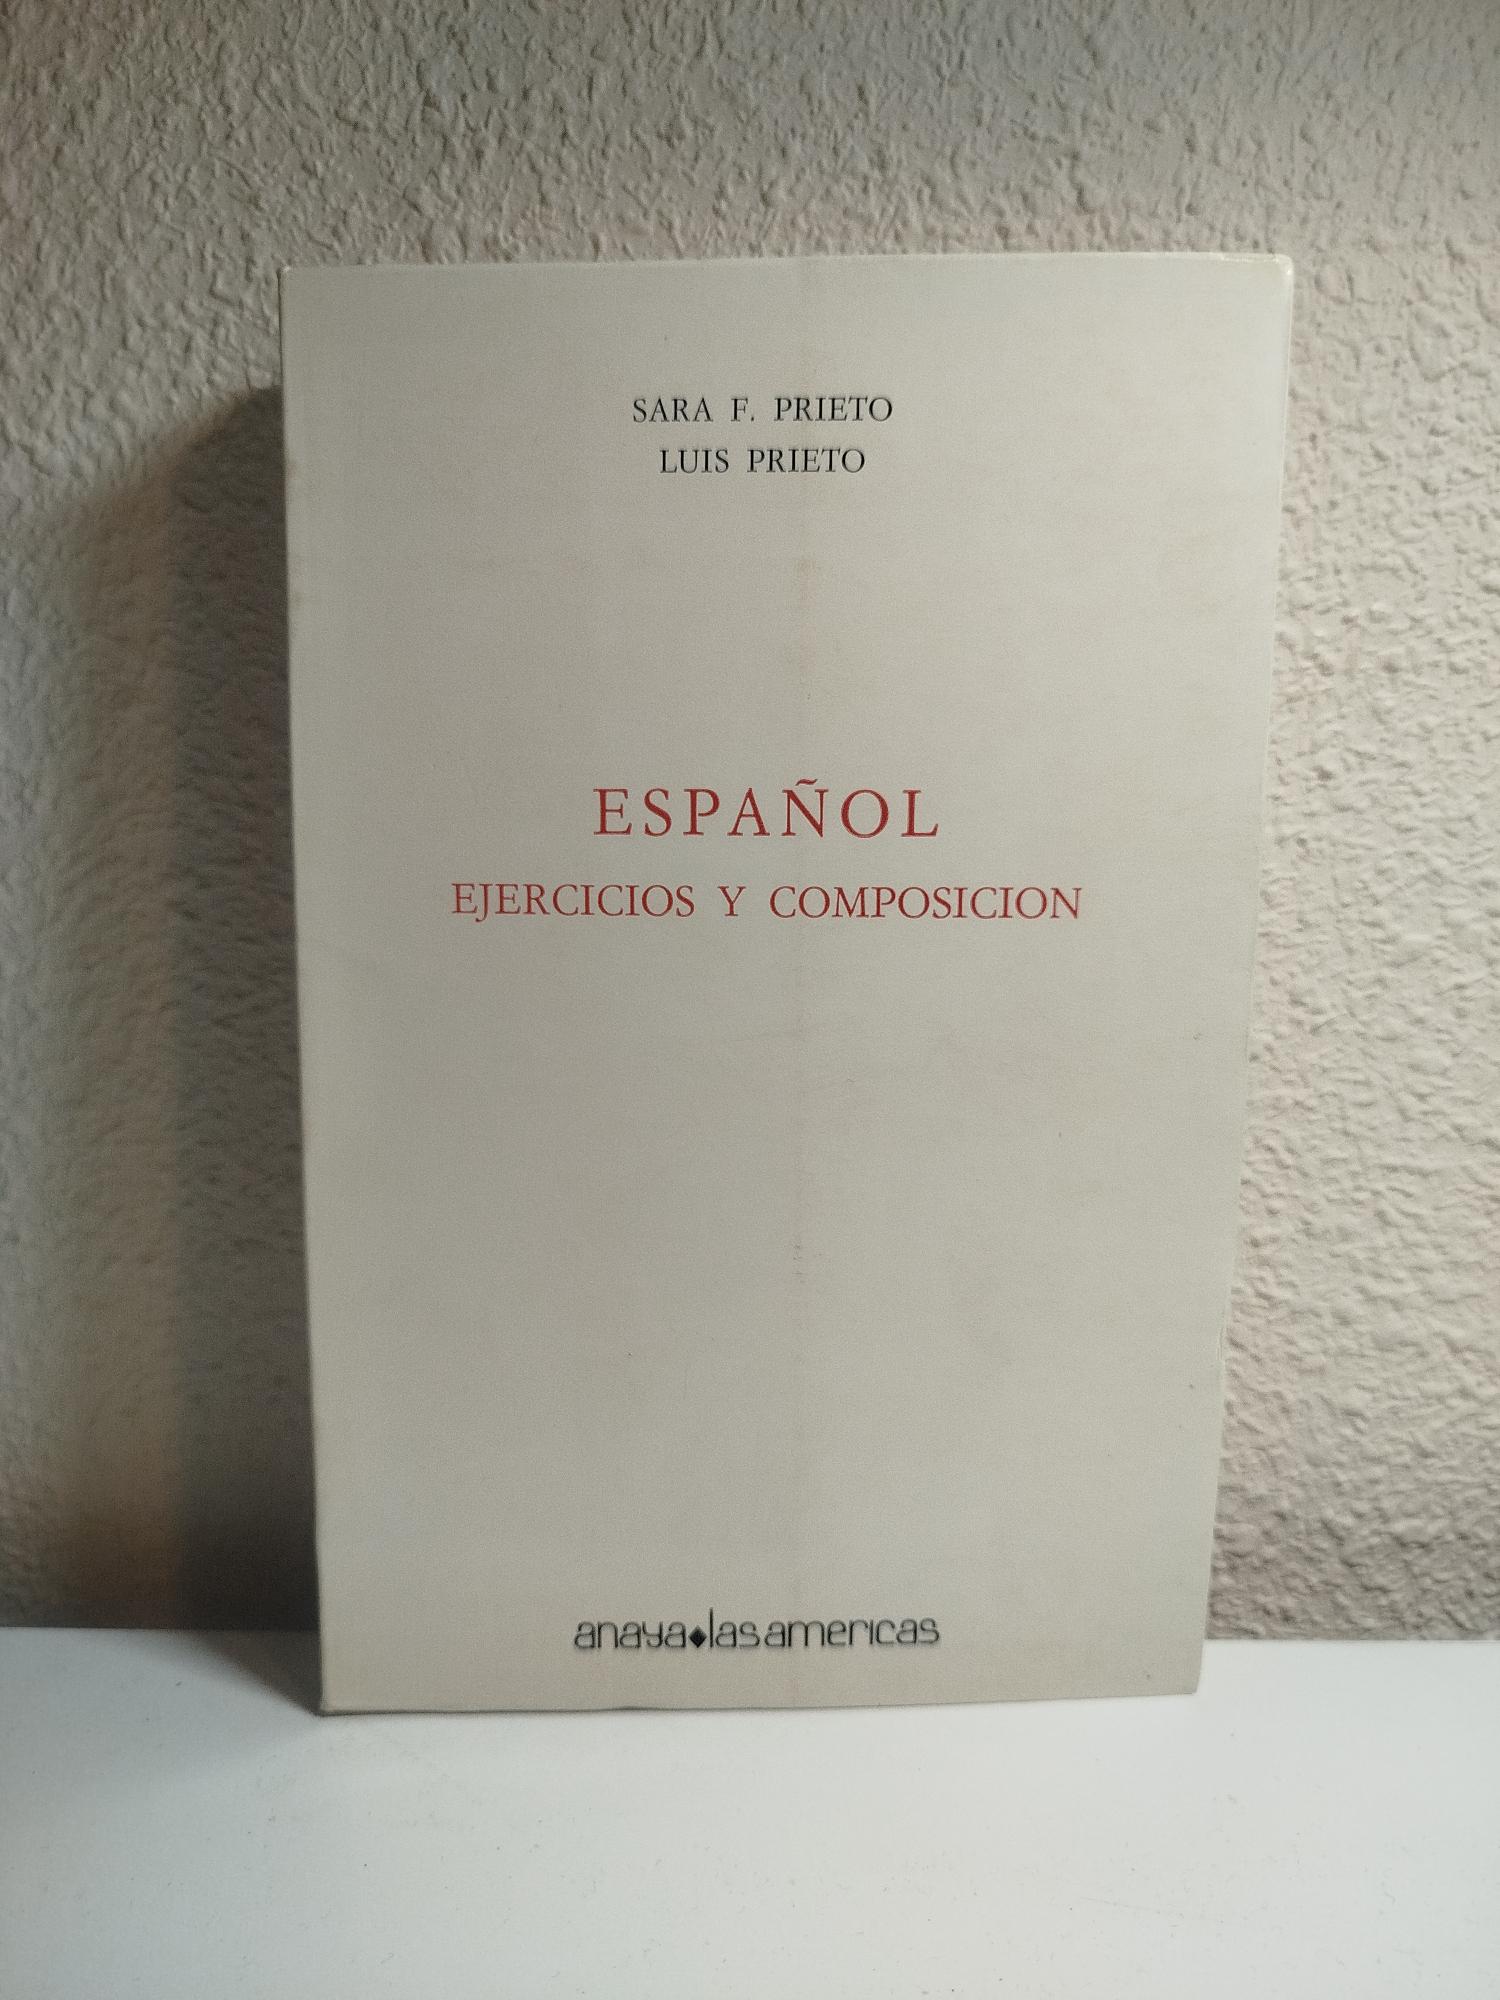 SARA F. PRIETO
LUIS PRIETO
ESPAÑOL
EJERCICIOS Y COMPOSICION
anaya♦las americas